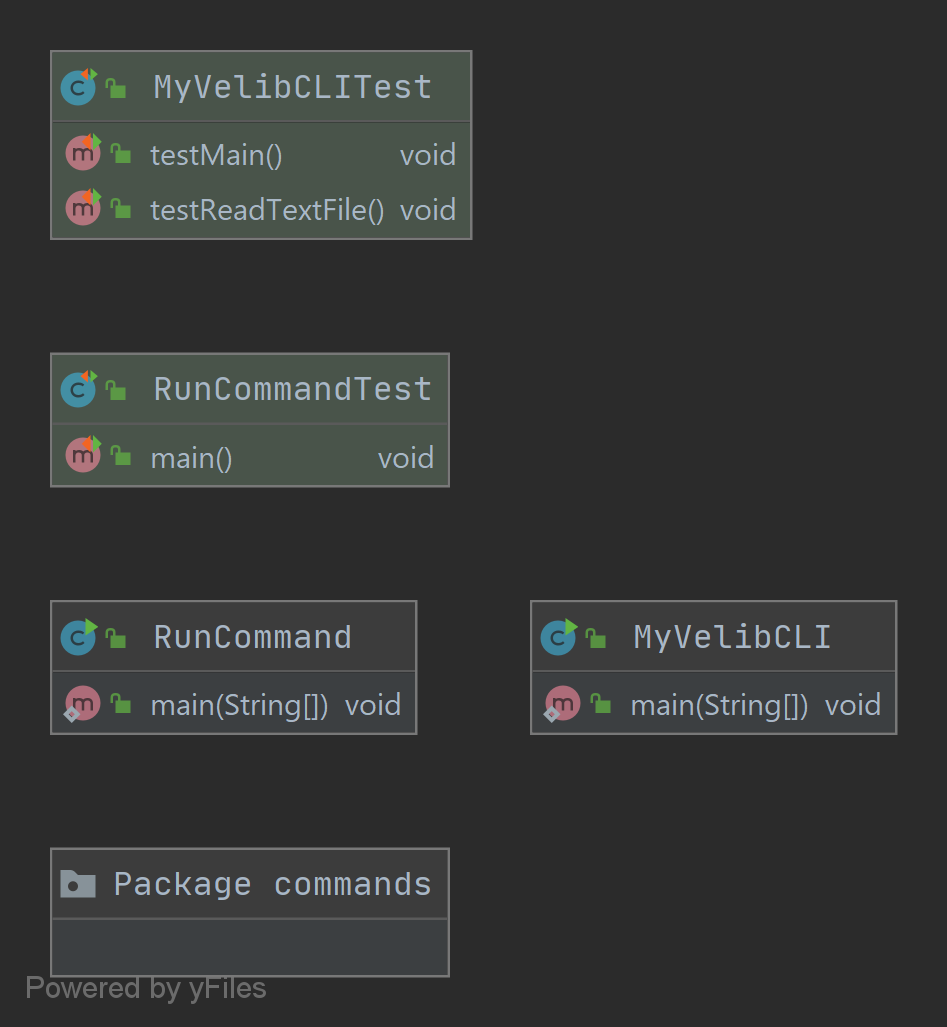 MyVelibCLITest
testMain() void
testReadTextFile() void
RunCommandTest
main() void
RunCommand
main(String[]) void
MyVelibCLI
main(String[]) void
Package commands
Powered by yFiles